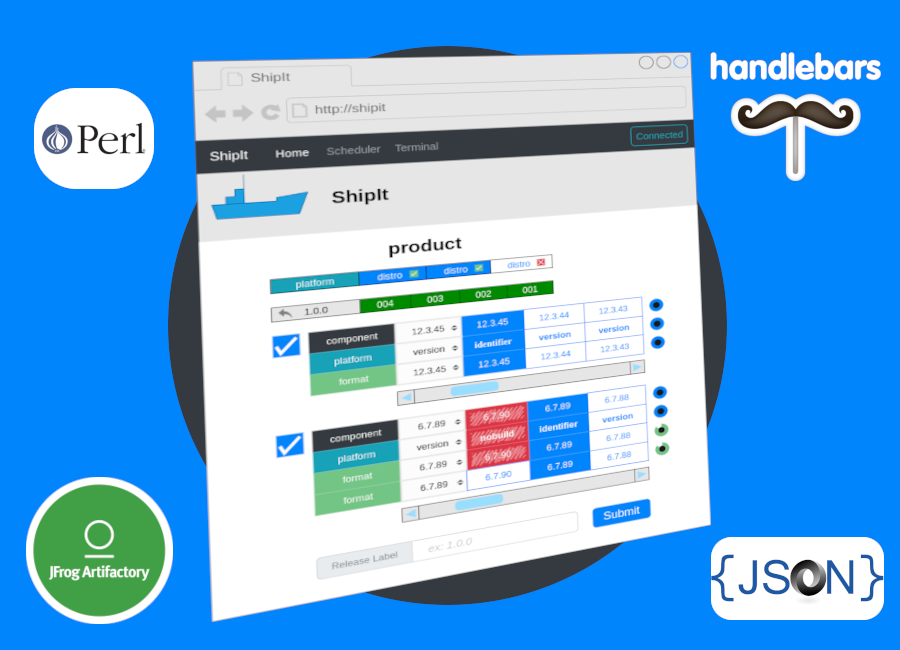 handlebars
Perl
ShipIt
http://shipit
ShipIt Home Scheduler Terminal Connected
ShipIt
product
platform distro distro distro
1.0.0 004 003 002 001
component 12.3.45 12.3.45 12.3.44 12.3.43
platform version identifier version version
format 12.3.45 12.3.45 12.3.44 12.3.43
component 6.7.89 6.7.90 6.7.89 6.7.88
platform version nobuild identifier version
format 6.7.89 6.7.90 6.7.89 6.7.88
format 6.7.89 6.7.90 6.7.89 6.7.88
Release Label ex: 1.0.0 Submit
JFrog Artifactory
{JSON}